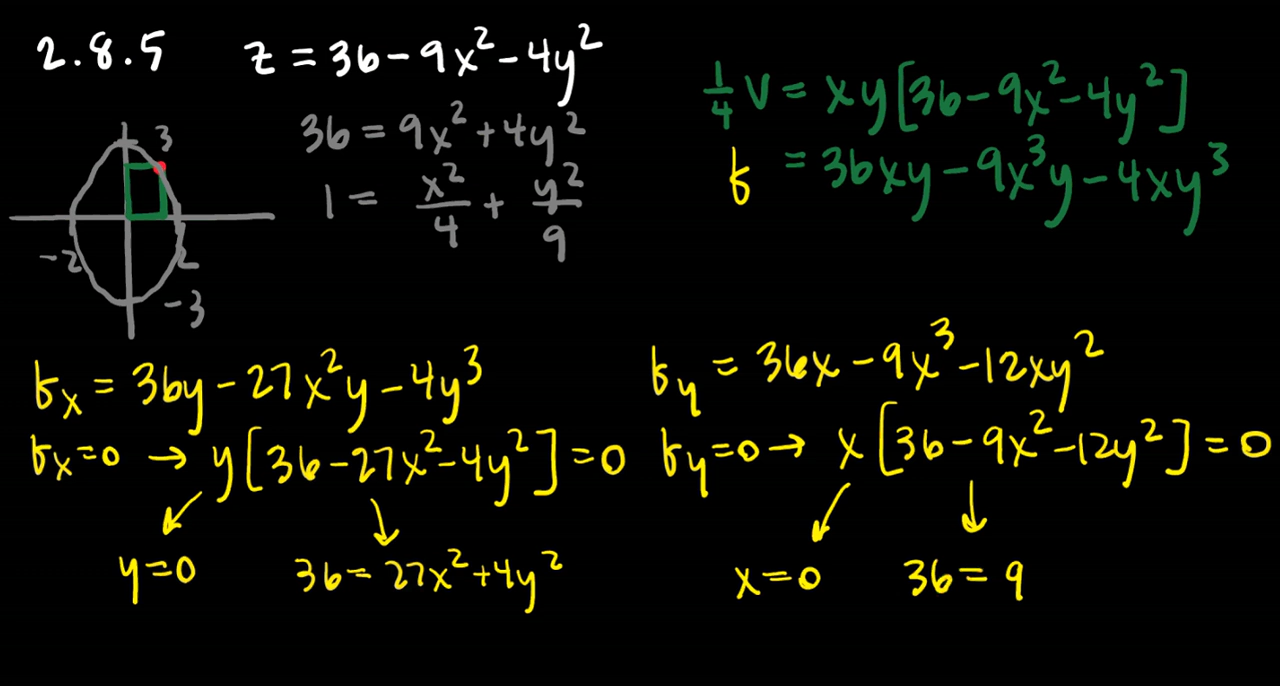 2.8.5
z = 36 - 9x² - 4y²
36 = 9x² + 4y²
1 = x²/4 + y²/9
3
-2
2
-3
¼ V = xy[36 - 9x² - 4y²]
f = 36xy - 9x³y - 4xy³
fx = 36y - 27x²y - 4y³
fx = 0 → y[36 - 27x² - 4y²] = 0
y = 0
36 = 27x² + 4y²
fy = 36x - 9x³ - 12xy²
fy = 0 → x[36 - 9x² - 12y²] = 0
x = 0
36 = 9